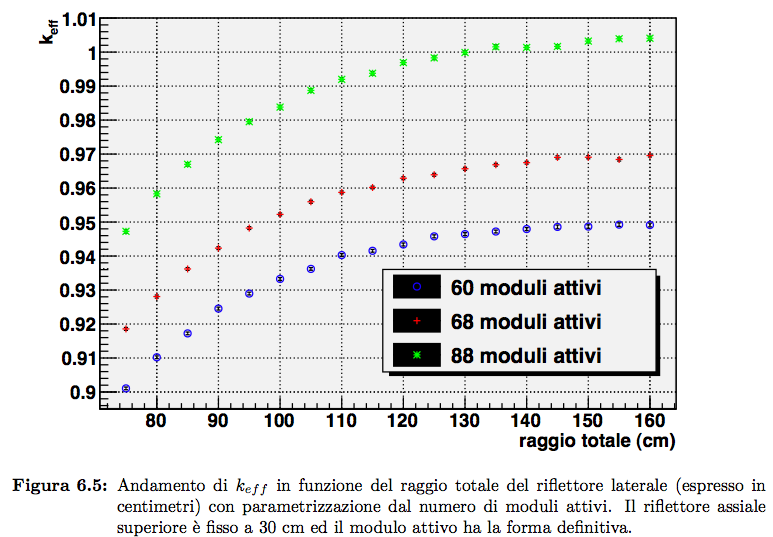 k_eff
1.01
1
0.99
0.98
0.97
0.96
0.95
0.94
0.93
0.92
0.91
0.9
60 moduli attivi
68 moduli attivi
88 moduli attivi
80 90 100 110 120 130 140 150 160
raggio totale (cm)
Figura 6.5: Andamento di k_eff in funzione del raggio totale del riflettore laterale (espresso in
centimetri) con parametrizzazione dal numero di moduli attivi. Il riflettore assiale
superiore è fisso a 30 cm ed il modulo attivo ha la forma definitiva.